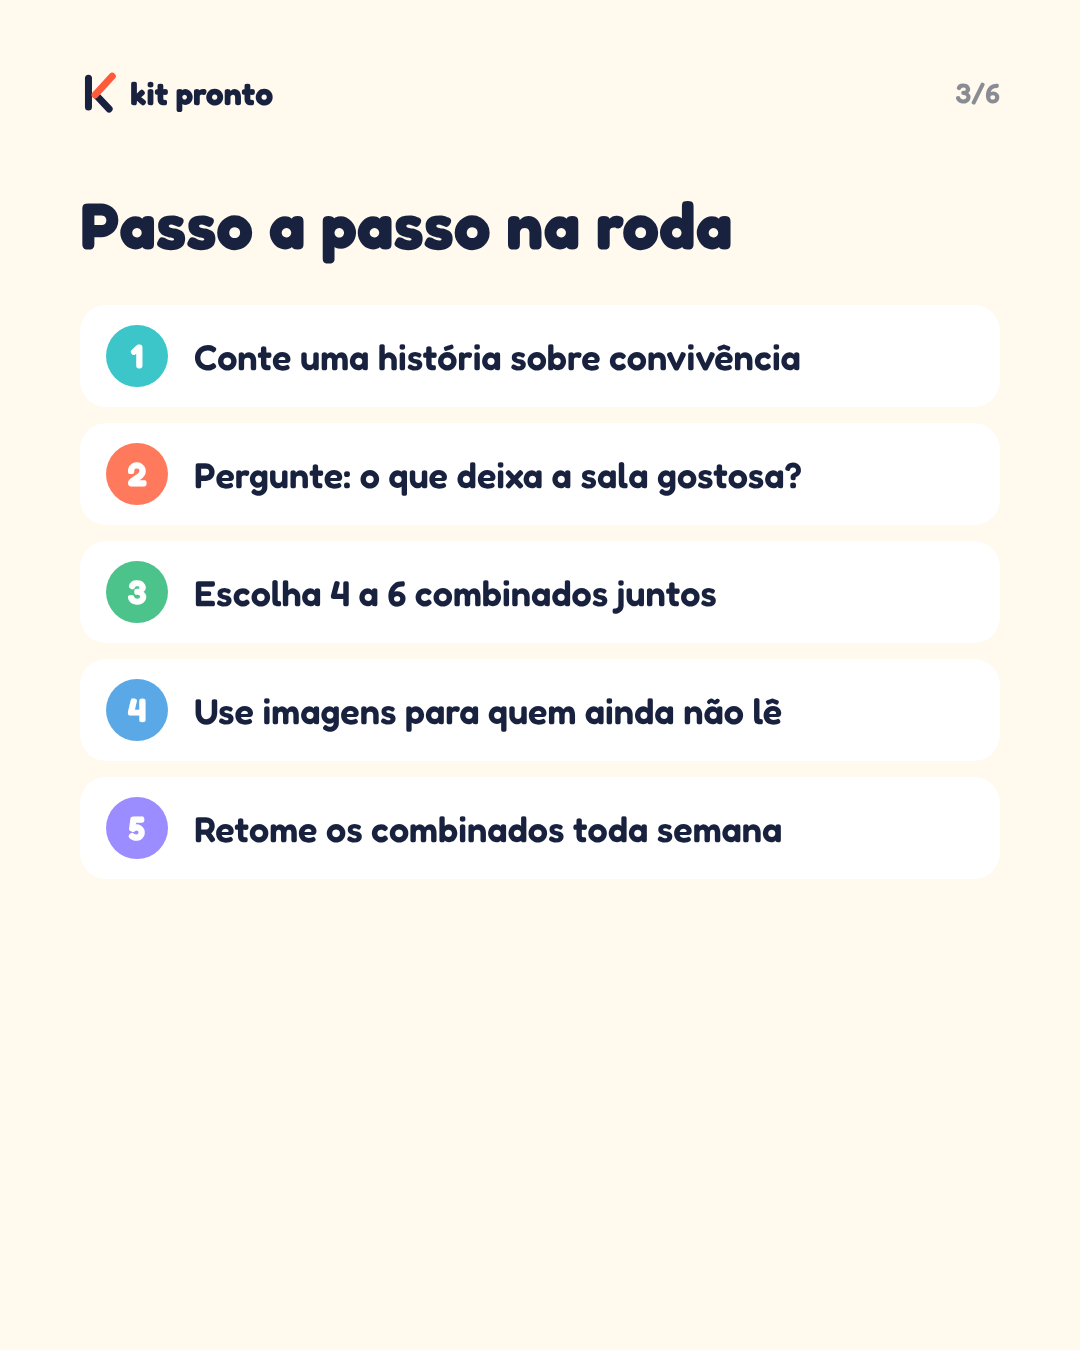 kit pronto
3/6
Passo a passo na roda
1 Conte uma história sobre convivência
2 Pergunte: o que deixa a sala gostosa?
3 Escolha 4 a 6 combinados juntos
4 Use imagens para quem ainda não lê
5 Retome os combinados toda semana